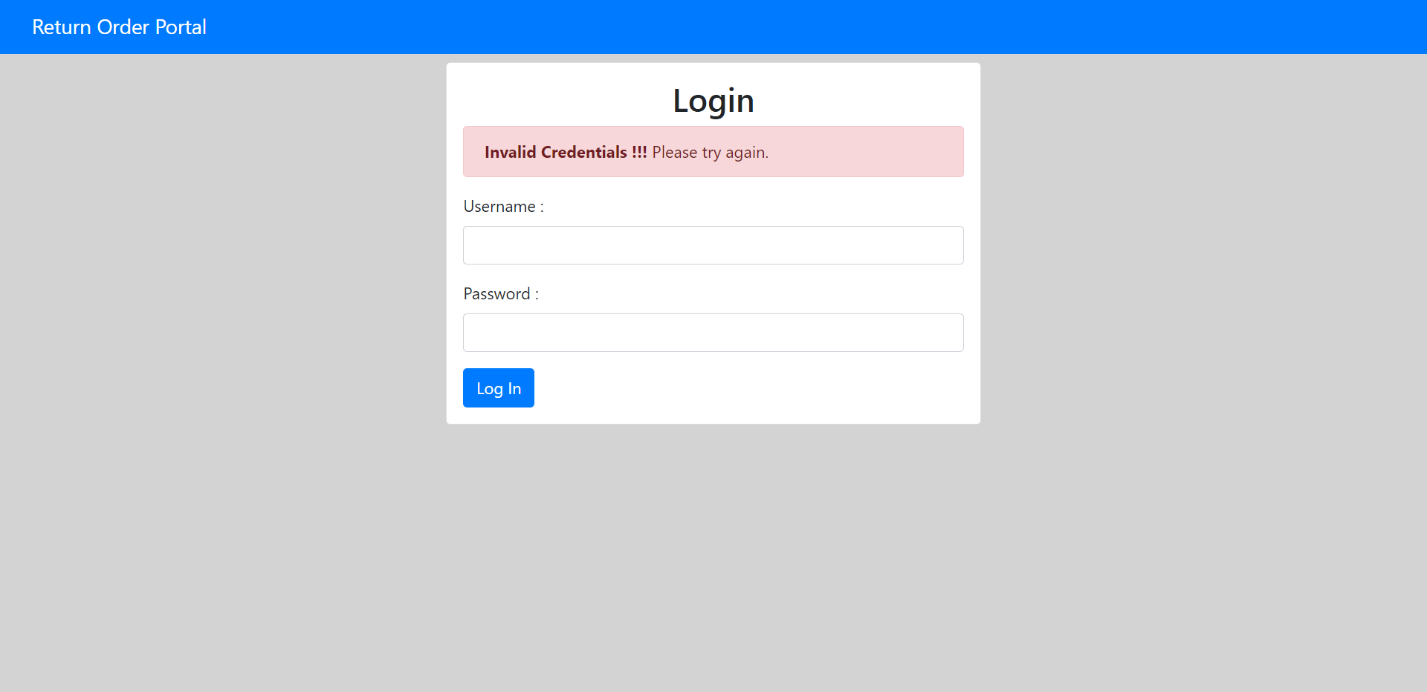 Return Order Portal
Login
Invalid Credentials !!! Please try again.
Username :
Password :
Log In